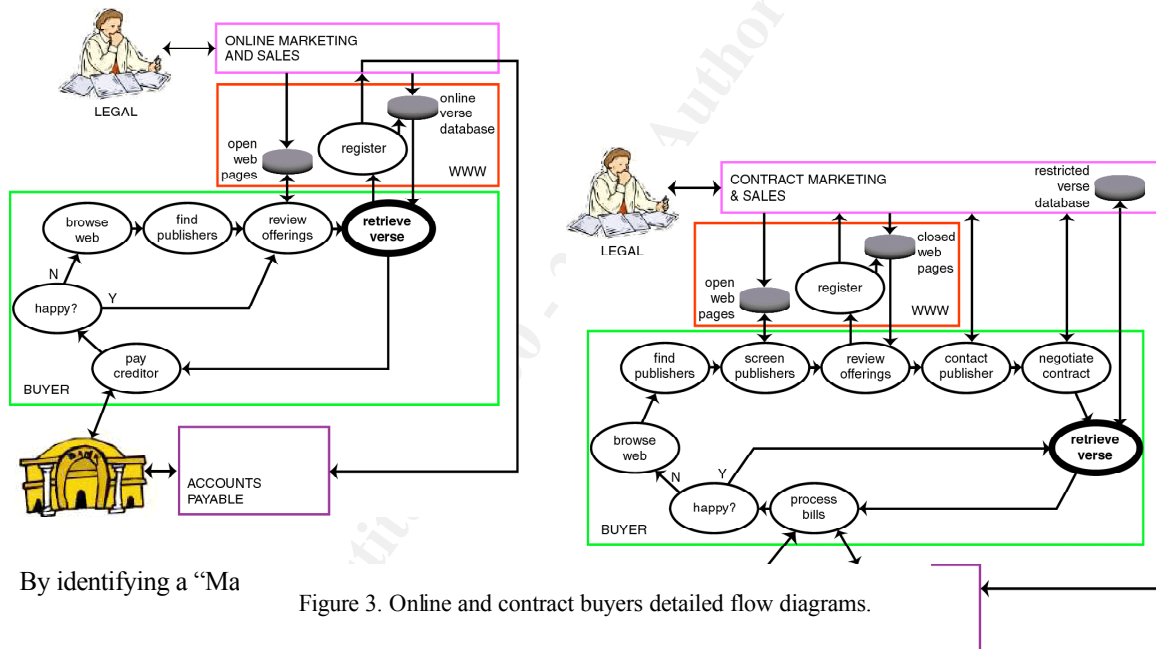 ONLINE MARKETING
AND SALES
LEGAL
open
web
pages
register
online
verse
database
WWW
browse
web
find
publishers
review
offerings
retrieve
verse
N
Y
happy?
pay
creditor
BUYER
BANK
ACCOUNTS
PAYABLE
CONTRACT MARKETING
& SALES
restricted
verse
database
LEGAL
open
web
pages
register
closed
web
pages
WWW
find
publishers
screen
publishers
review
offerings
contact
publisher
negotiate
contract
browse
web
retrieve
verse
N
Y
happy?
process
bills
BUYER
By identifying a “Ma
Figure 3. Online and contract buyers detailed flow diagrams.
Author